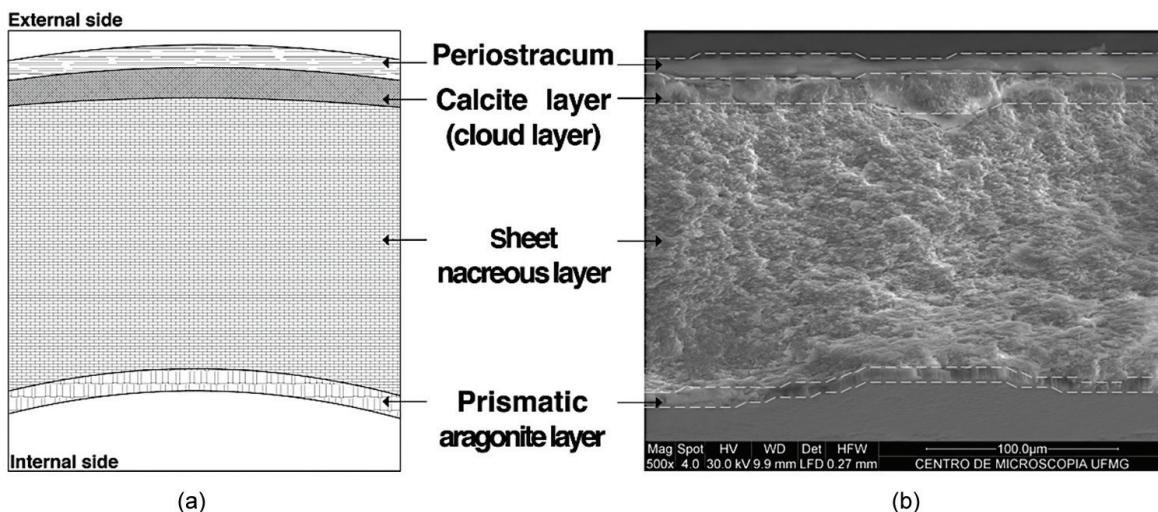 External side
Periostracum
Calcite layer
(cloud layer)
Sheet
nacreous layer
Prismatic
aragonite layer
Internal side
Mag Spot HV WD Det HFW 100.0µm
500x 4.0 30.0 kV 9.9 mm LFD 0.27 mm CENTRO DE MICROSCOPIA UFMG
(a) (b)